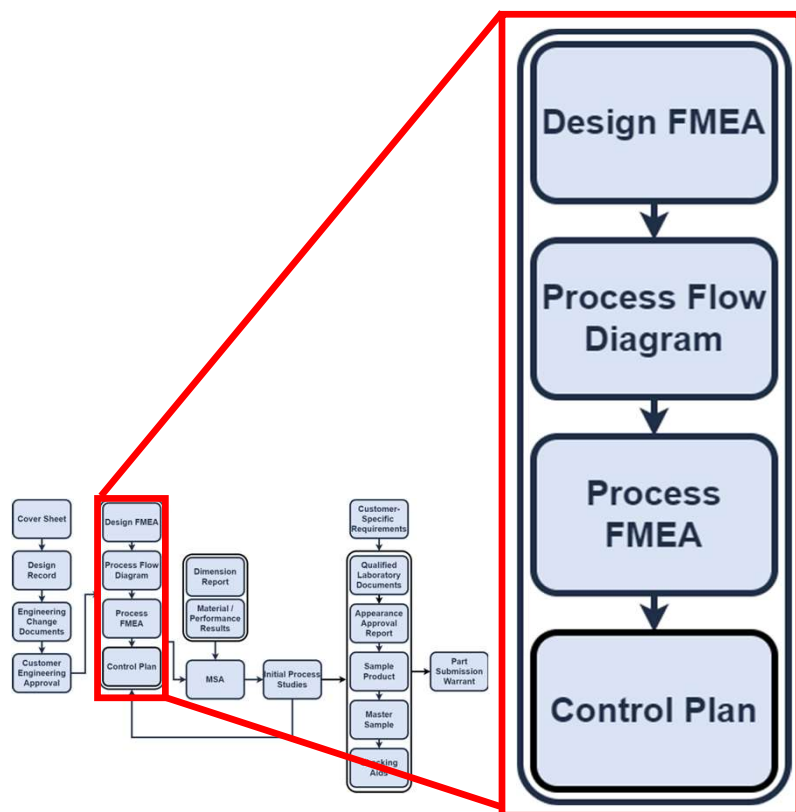 Design FMEA
Process Flow
Diagram
Process
FMEA
Control Plan
Cover Sheet
Design
Record
Engineering
Change
Documents
Customer
Engineering
Approval
Design FMEA
Process Flow
Diagram
Process
FMEA
Control Plan
Dimension
Report
Material /
Performance
Results
MSA
Initial Process
Studies
Customer-
Specific
Requirements
Qualified
Laboratory
Documents
Appearance
Approval
Report
Sample
Product
Master
Sample
Part
Submission
Warrant